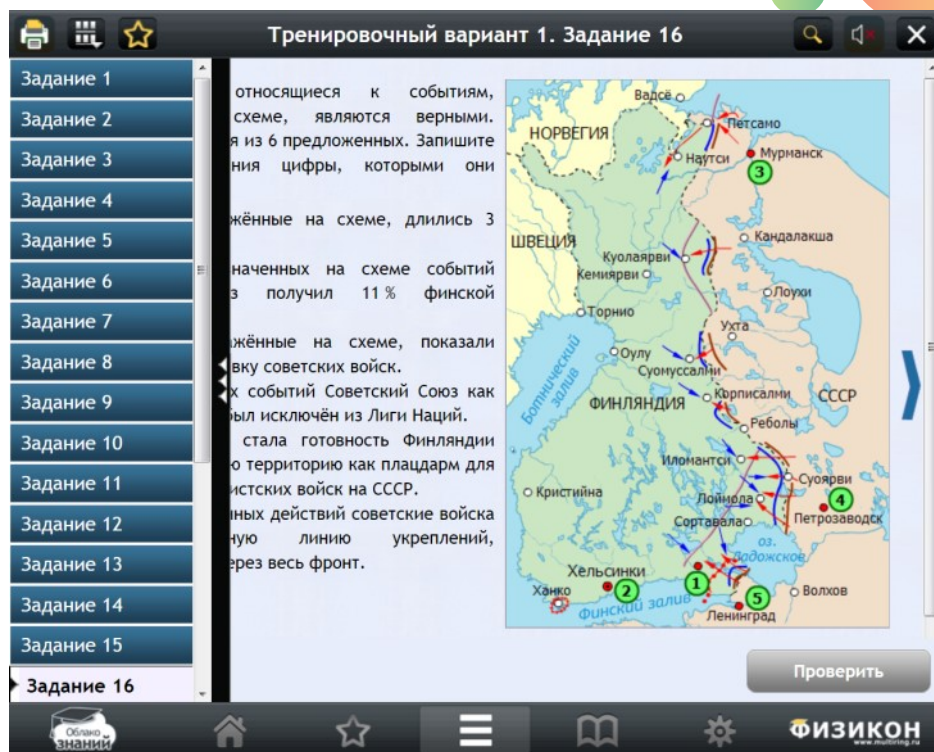 Тренировочный вариант 1. Задание 16
Задание 1
Задание 2
Задание 3
Задание 4
Задание 5
Задание 6
Задание 7
Задание 8
Задание 9
Задание 10
Задание 11
Задание 12
Задание 13
Задание 14
Задание 15
Задание 16
относящиеся к событиям,
схеме, являются верными.
я из 6 предложенных. Запишите
ния цифры, которыми они
жённые на схеме, длились 3
наченных на схеме событий
з получил 11 % финской
ажённые на схеме, показали
вку советских войск.
х событий Советский Союз как
был исключён из Лиги Наций.
стала готовность Финляндии
ю территорию как плацдарм для
истских войск на СССР.
нных действий советские войска
ную линию укреплений,
ерез весь фронт.
Вадсё
Петсамо
НОРВЕГИЯ
Наутси
Мурманск
3
ШВЕЦИЯ
Кандалакша
Куолаярви
Кемиярви
Лоухи
Торнио
Ухта
Оулу
Суомуссалми
Ботнический
залив
ФИНЛЯНДИЯ
Корписалми
СССР
Реболы
Иломантси
Суоярви
Кристийна
Лоймола
4
Петрозаводск
Сортавала
оз.
Ладожское
Хельсинки
1
Ханко
2
5
Волхов
Финский залив
Ленинград
Проверить
Облако
знаний
ФИЗИКОН
www.multiring.ru